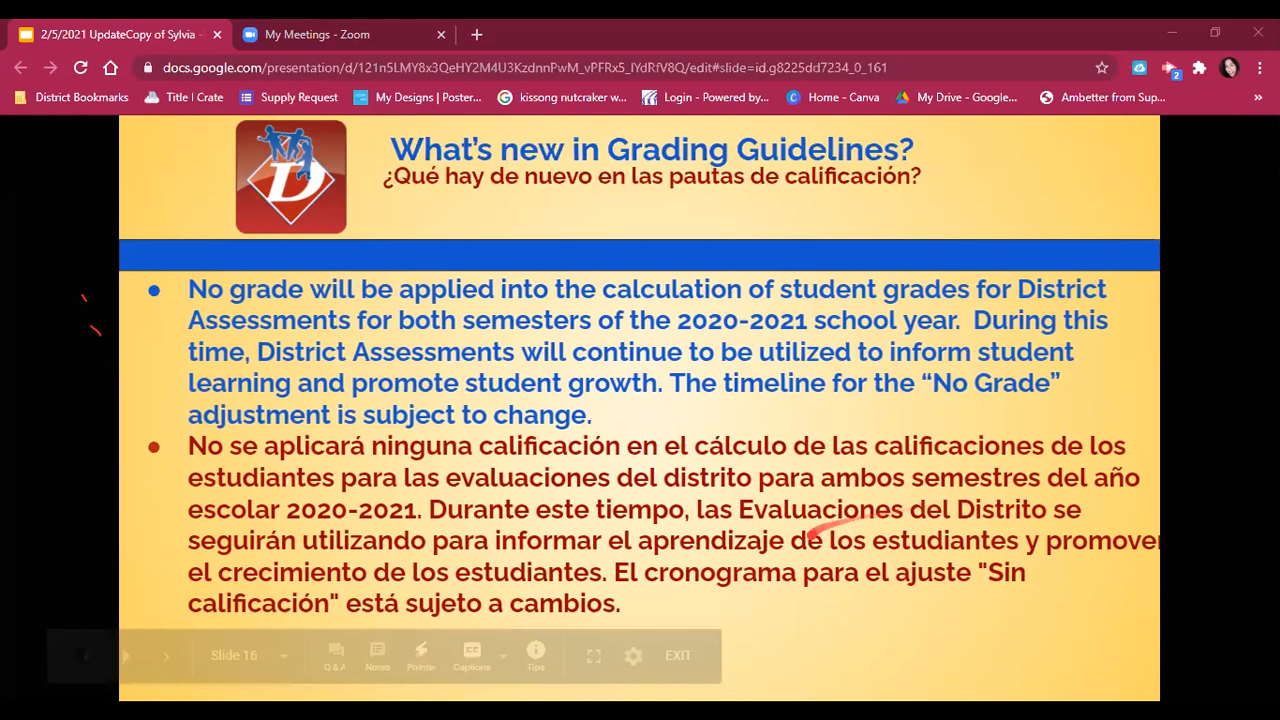 2/5/2021 UpdateCopy of Sylvia -
My Meetings - Zoom
docs.google.com/presentation/d/121n5LMY8x3QeHY2M4U3KzdnnPwM_vPFRx5_lYdRfV8Q/edit#slide=id.g8225dd7234_0_161
2
District Bookmarks Title I Crate Supply Request My Designs | Poster... kissong nutcraker w... Login - Powered by... Home - Canva My Drive - Google... Ambetter from Sup... »
D
What's new in Grading Guidelines?
¿Qué hay de nuevo en las pautas de calificación?
• No grade will be applied into the calculation of student grades for District
Assessments for both semesters of the 2020-2021 school year. During this
time, District Assessments will continue to be utilized to inform student
learning and promote student growth. The timeline for the “No Grade”
adjustment is subject to change.
• No se aplicará ninguna calificación en el cálculo de las calificaciones de los
estudiantes para las evaluaciones del distrito para ambos semestres del año
escolar 2020-2021. Durante este tiempo, las Evaluaciones del Distrito se
seguirán utilizando para informar el aprendizaje de los estudiantes y promover
el crecimiento de los estudiantes. El cronograma para el ajuste "Sin
calificación" está sujeto a cambios.
Slide 16 Q & A Notes Pointer Captions Tips EXIT